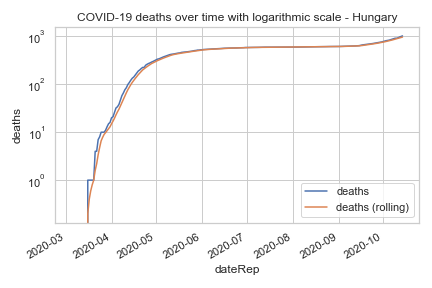 COVID-19 deaths over time with logarithmic scale - Hungary
deaths
10³
10²
10¹
10⁰
deaths
deaths (rolling)
2020-03
2020-04
2020-05
2020-06
2020-07
2020-08
2020-09
2020-10
dateRep